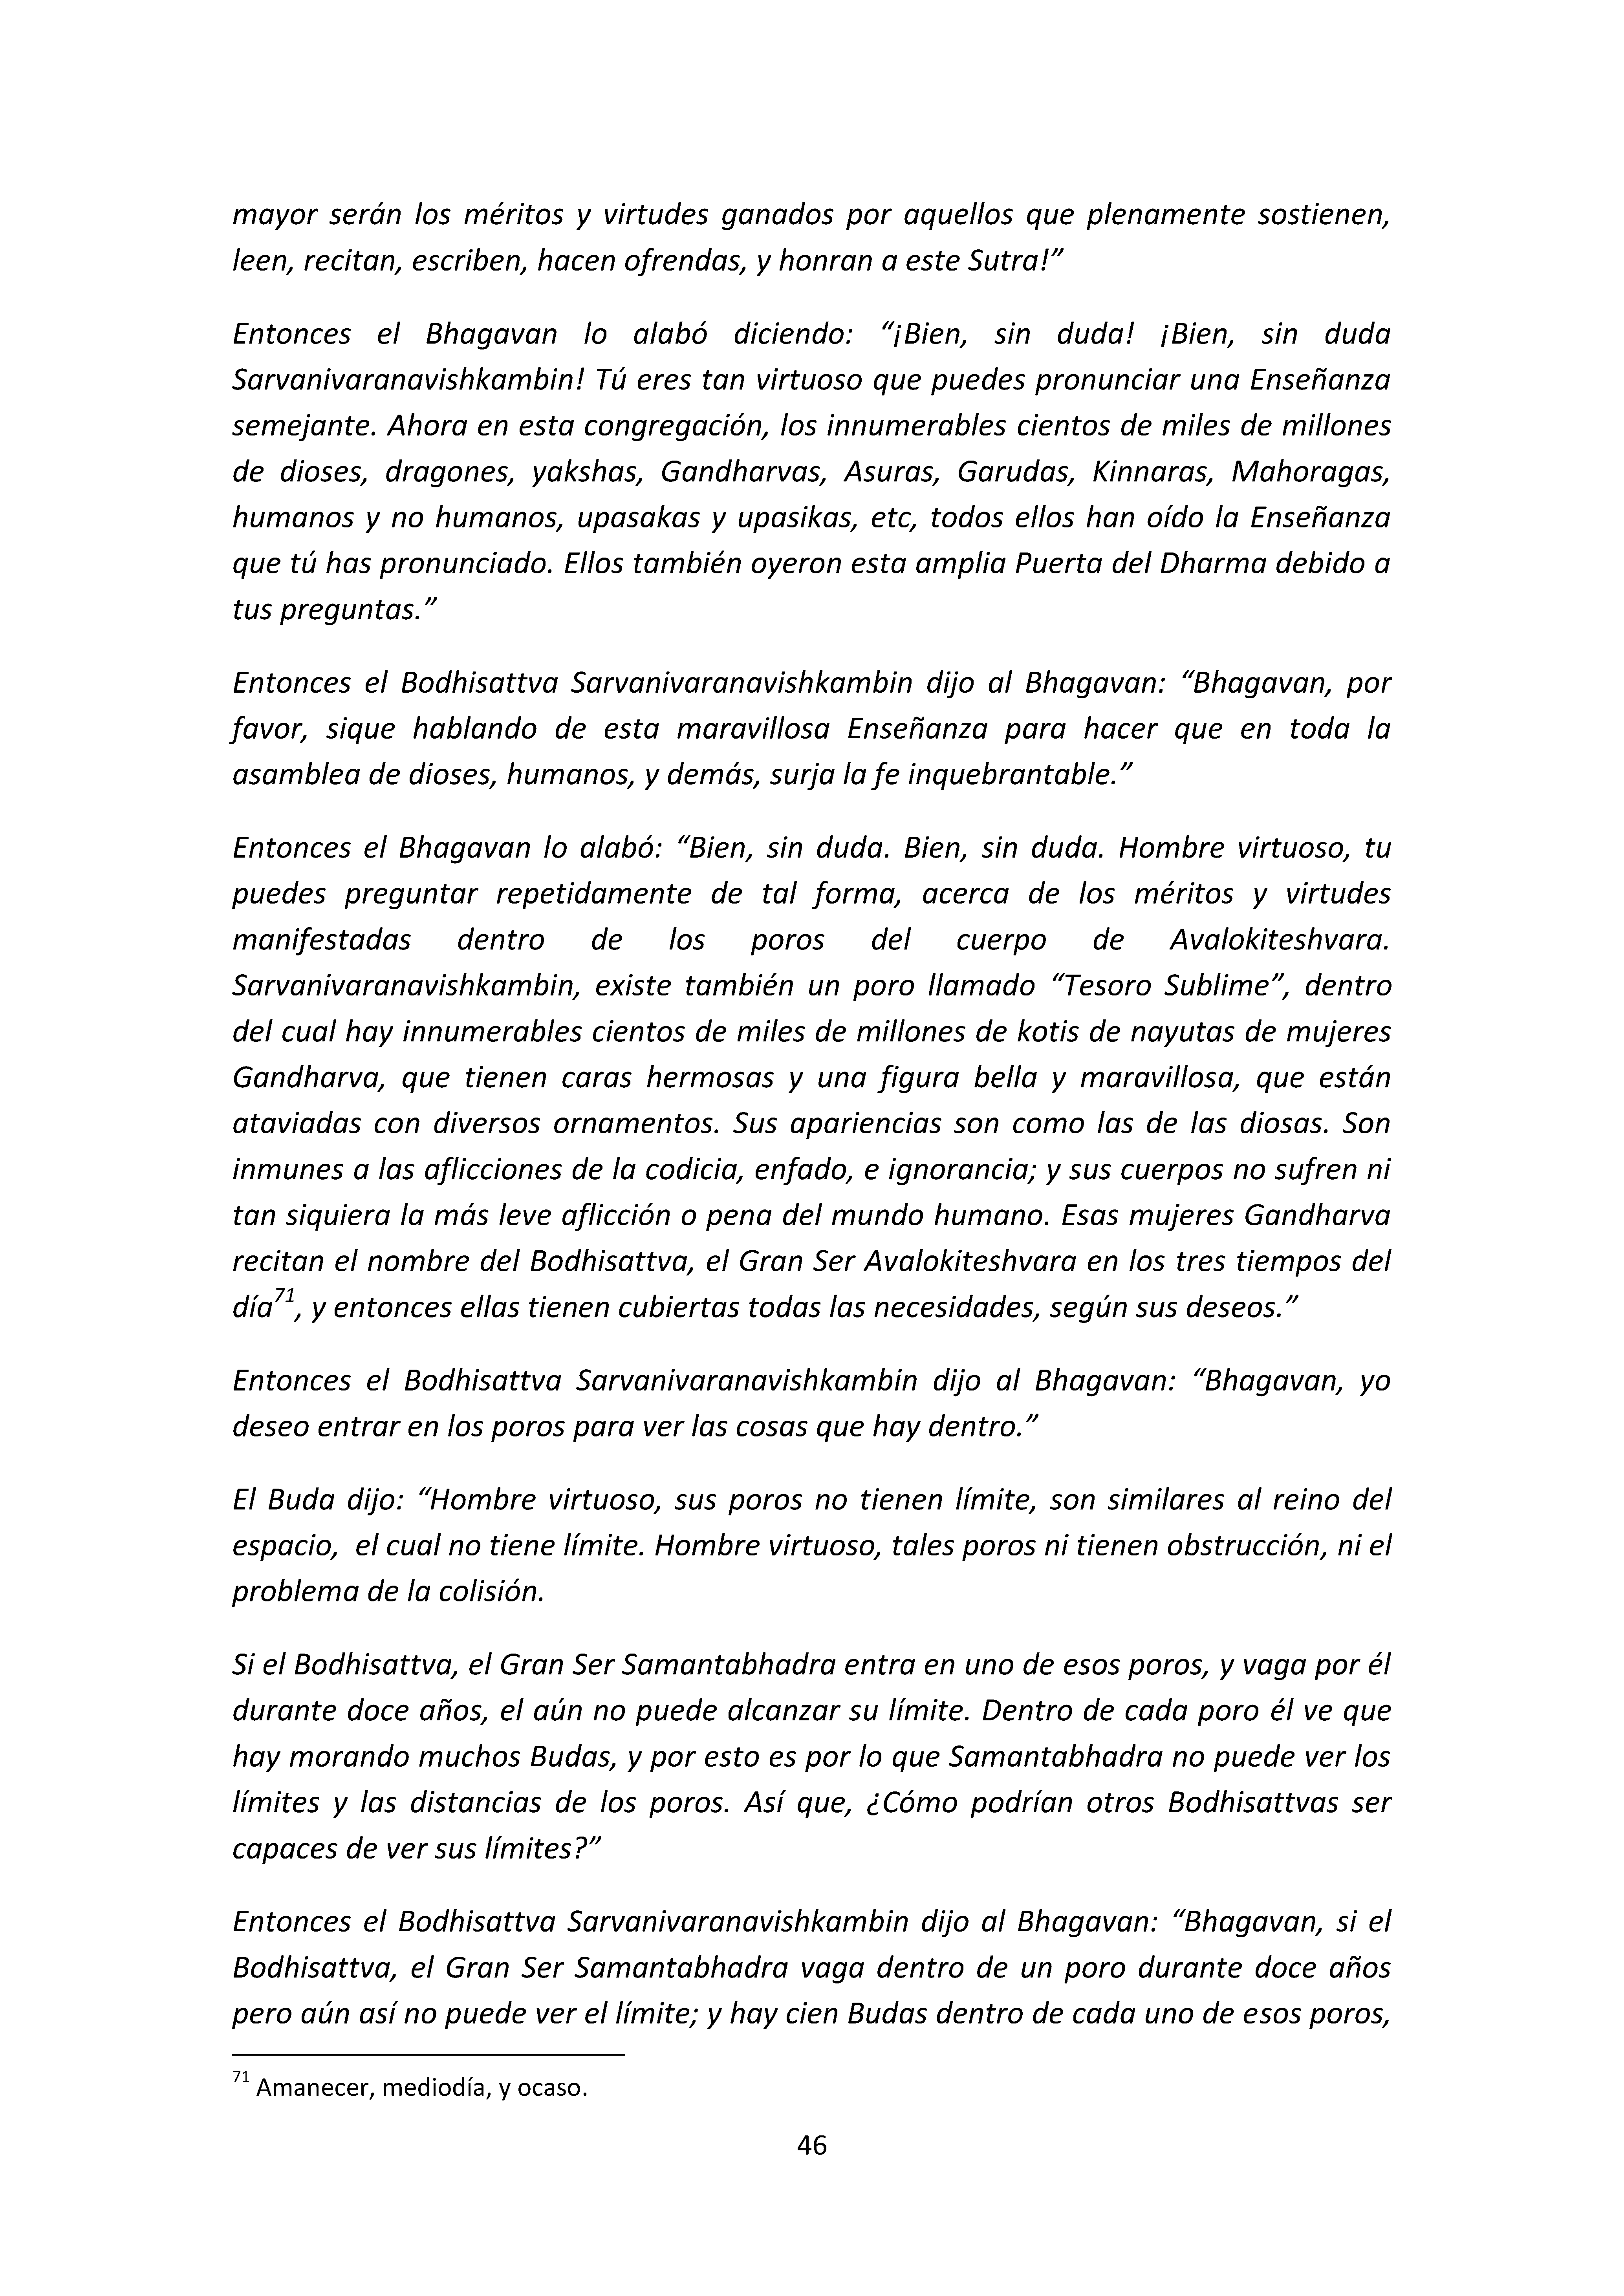 mayor serán los méritos y virtudes ganados por aquellos que plenamente sostienen,
leen, recitan, escriben, hacen ofrendas, y honran a este Sutra!”
Entonces el Bhagavan lo alabó diciendo: “¡Bien, sin duda! ¡Bien, sin duda
Sarvanivaranavishkambin! Tú eres tan virtuoso que puedes pronunciar una Enseñanza
semejante. Ahora en esta congregación, los innumerables cientos de miles de millones
de dioses, dragones, yakshas, Gandharvas, Asuras, Garudas, Kinnaras, Mahoragas,
humanos y no humanos, upasakas y upasikas, etc, todos ellos han oído la Enseñanza
que tú has pronunciado. Ellos también oyeron esta amplia Puerta del Dharma debido a
tus preguntas.”
Entonces el Bodhisattva Sarvanivaranavishkambin dijo al Bhagavan: “Bhagavan, por
favor, sique hablando de esta maravillosa Enseñanza para hacer que en toda la
asamblea de dioses, humanos, y demás, surja la fe inquebrantable.”
Entonces el Bhagavan lo alabó: “Bien, sin duda. Bien, sin duda. Hombre virtuoso, tu
puedes preguntar repetidamente de tal forma, acerca de los méritos y virtudes
manifestadas dentro de los poros del cuerpo de Avalokiteshvara.
Sarvanivaranavishkambin, existe también un poro llamado “Tesoro Sublime”, dentro
del cual hay innumerables cientos de miles de millones de kotis de nayutas de mujeres
Gandharva, que tienen caras hermosas y una figura bella y maravillosa, que están
ataviadas con diversos ornamentos. Sus apariencias son como las de las diosas. Son
inmunes a las aflicciones de la codicia, enfado, e ignorancia; y sus cuerpos no sufren ni
tan siquiera la más leve aflicción o pena del mundo humano. Esas mujeres Gandharva
recitan el nombre del Bodhisattva, el Gran Ser Avalokiteshvara en los tres tiempos del
día71, y entonces ellas tienen cubiertas todas las necesidades, según sus deseos.”
Entonces el Bodhisattva Sarvanivaranavishkambin dijo al Bhagavan: “Bhagavan, yo
deseo entrar en los poros para ver las cosas que hay dentro.”
El Buda dijo: “Hombre virtuoso, sus poros no tienen límite, son similares al reino del
espacio, el cual no tiene límite. Hombre virtuoso, tales poros ni tienen obstrucción, ni el
problema de la colisión.
Si el Bodhisattva, el Gran Ser Samantabhadra entra en uno de esos poros, y vaga por él
durante doce años, el aún no puede alcanzar su límite. Dentro de cada poro él ve que
hay morando muchos Budas, y por esto es por lo que Samantabhadra no puede ver los
límites y las distancias de los poros. Así que, ¿Cómo podrían otros Bodhisattvas ser
capaces de ver sus límites?”
Entonces el Bodhisattva Sarvanivaranavishkambin dijo al Bhagavan: “Bhagavan, si el
Bodhisattva, el Gran Ser Samantabhadra vaga dentro de un poro durante doce años
pero aún así no puede ver el límite; y hay cien Budas dentro de cada uno de esos poros,
71 Amanecer, mediodía, y ocaso.
46